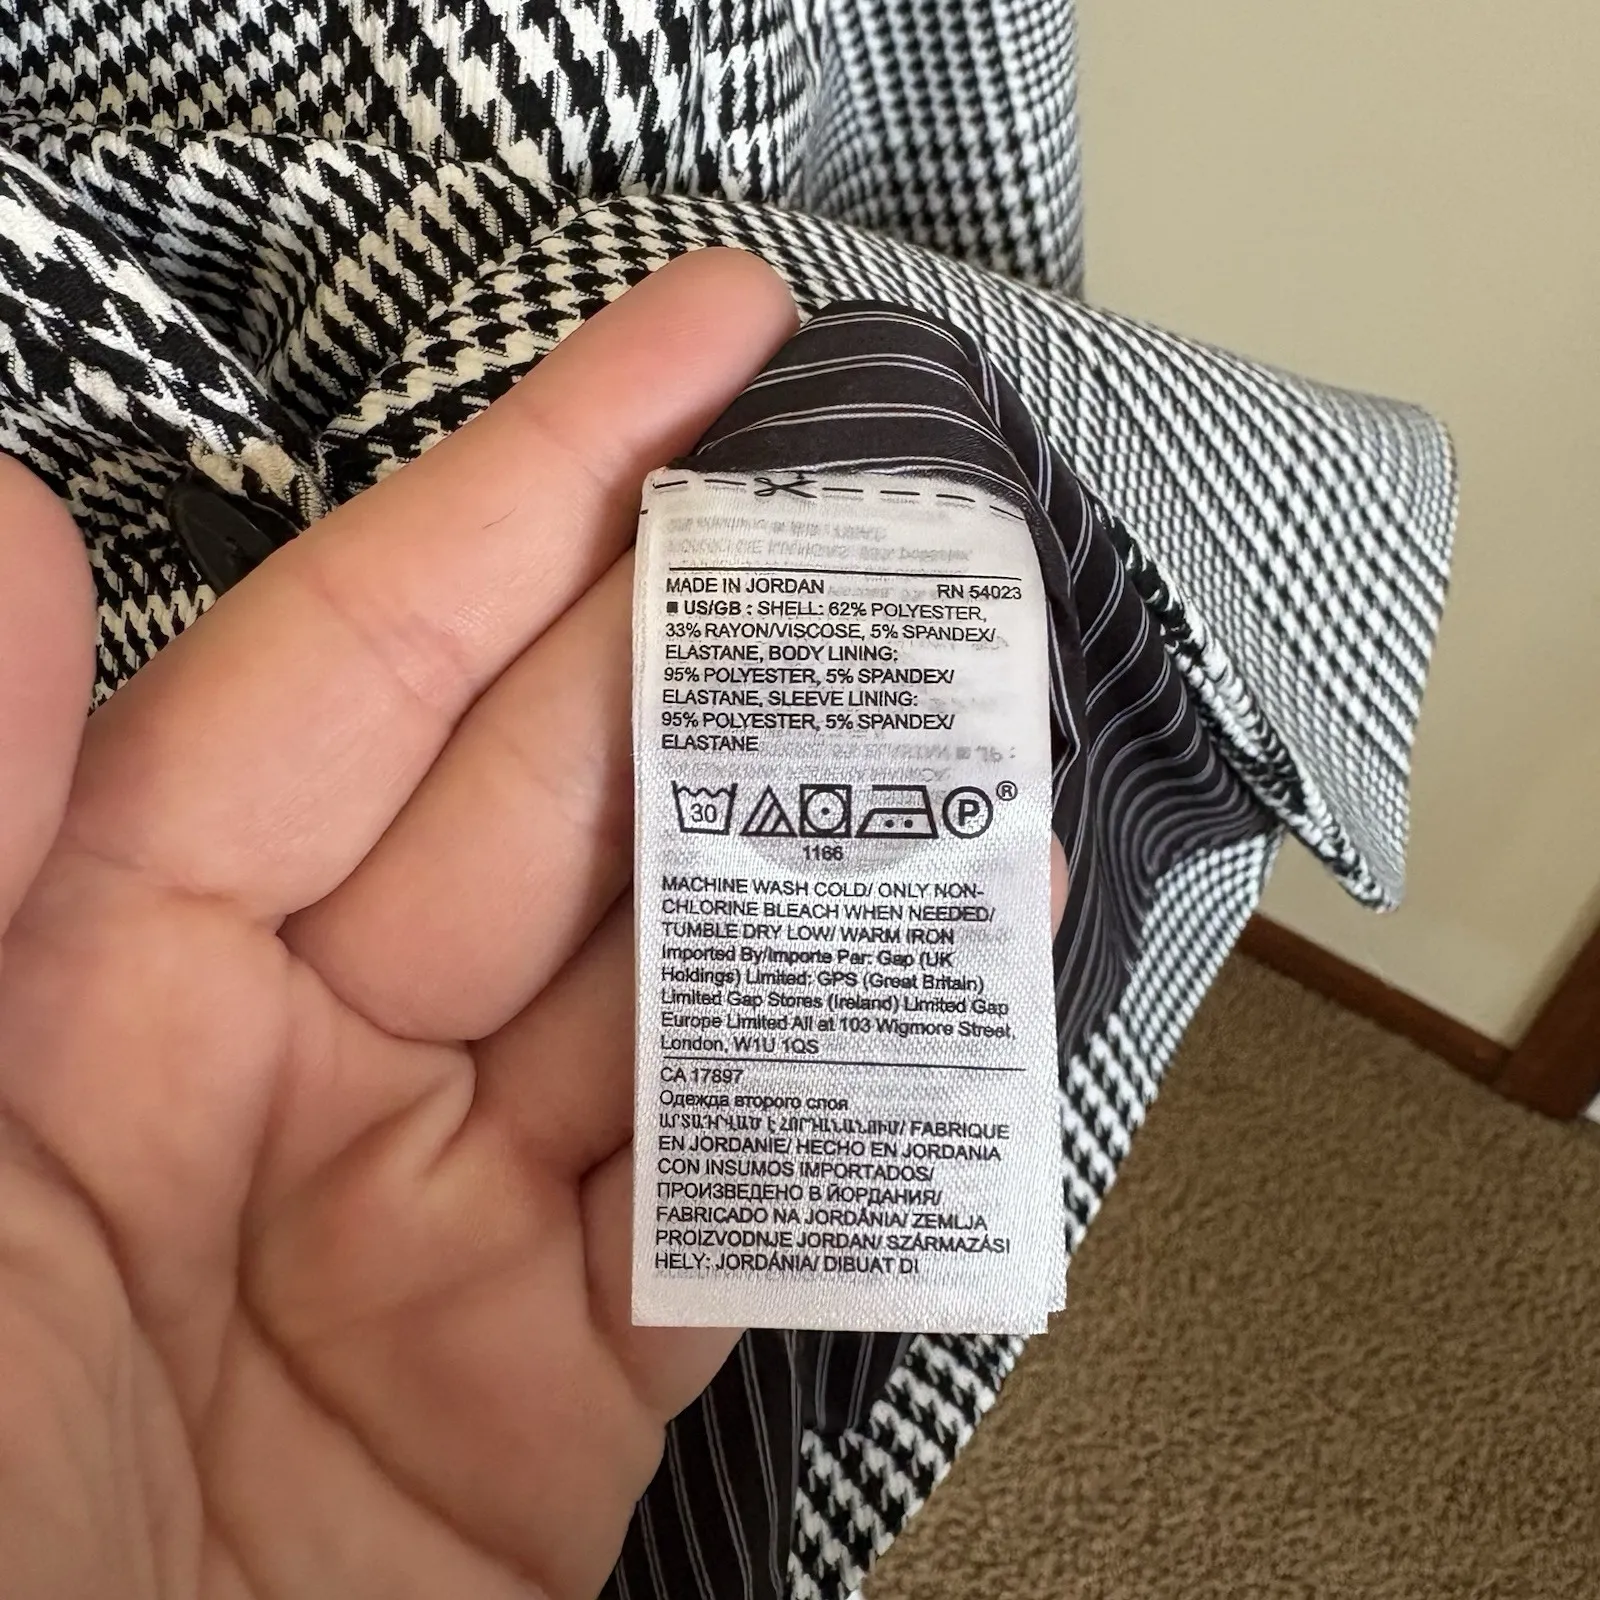 MADE IN JORDAN RN 54023
■ US/GB : SHELL: 62% POLYESTER,
33% RAYON/VISCOSE, 5% SPANDEX/
ELASTANE, BODY LINING:
95% POLYESTER, 5% SPANDEX/
ELASTANE, SLEEVE LINING:
95% POLYESTER, 5% SPANDEX/
ELASTANE
30 P ®
1166
MACHINE WASH COLD/ ONLY NON-
CHLORINE BLEACH WHEN NEEDED/
TUMBLE DRY LOW/ WARM IRON
Imported By/Importe Par: Gap (UK
Holdings) Limited; GPS (Great Britain)
Limited Gap Stores (Ireland) Limited Gap
Europe Limited All at 103 Wigmore Street,
London, W1U 1QS
CA 17897
Одежда второго слоя
ԱՐՏԱԴՐՎԱԾ Է ՀՈՐԴԱՆԱՆՈՒՄ/ FABRIQUE
EN JORDANIE/ HECHO EN JORDANIA
CON INSUMOS IMPORTADOS/
ПРОИЗВЕДЕНО В ЙОРДАНИЯ/
FABRICADO NA JORDÂNIA/ ZEMLJA
PROIZVODNJE JORDAN/ SZÁRMAZÁSI
HELY: JORDÁNIA/ DIBUAT DI